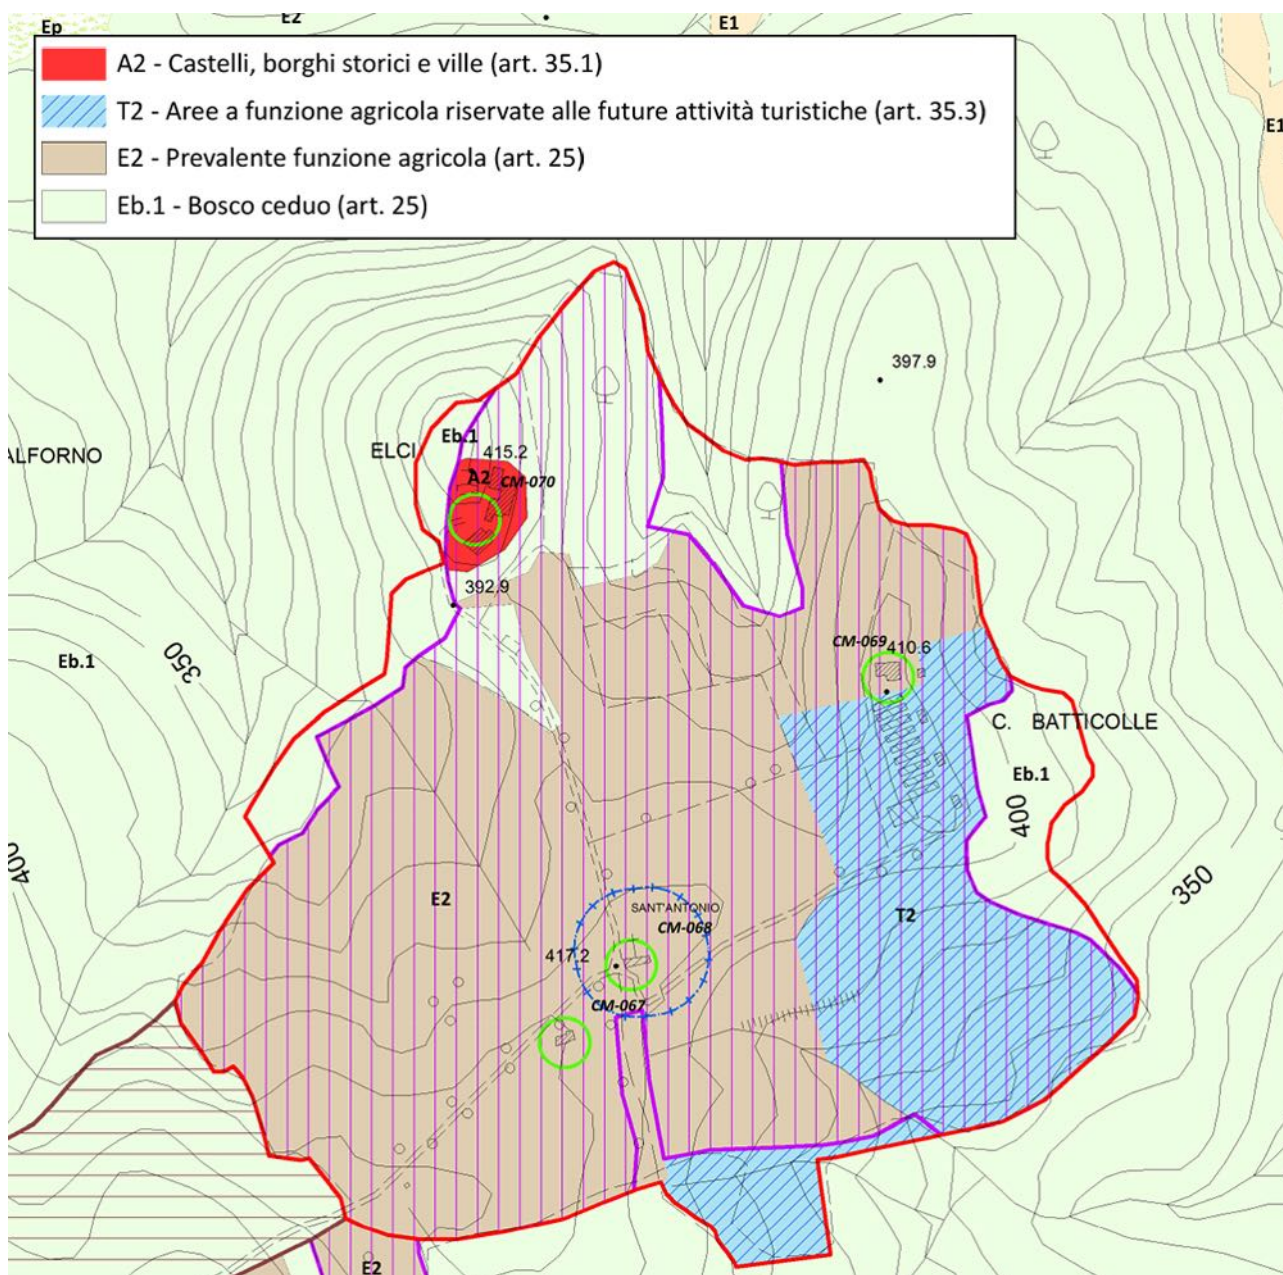 Ep
E2
E1
A2 - Castelli, borghi storici e ville (art. 35.1)
T2 - Aree a funzione agricola riservate alle future attività turistiche (art. 35.3)
E1
E2 - Prevalente funzione agricola (art. 25)
Eb.1 - Bosco ceduo (art. 25)
397.9
Eb.1
ELCI
415.2
ALFORNO
A2
CM-070
392.9
CM-069
410.6
Eb.1
350
C. BATTICOLLE
Eb.1
400
400
350
E2
SANT'ANTONIO
T2
CM-068
417.2
CM-067
E2